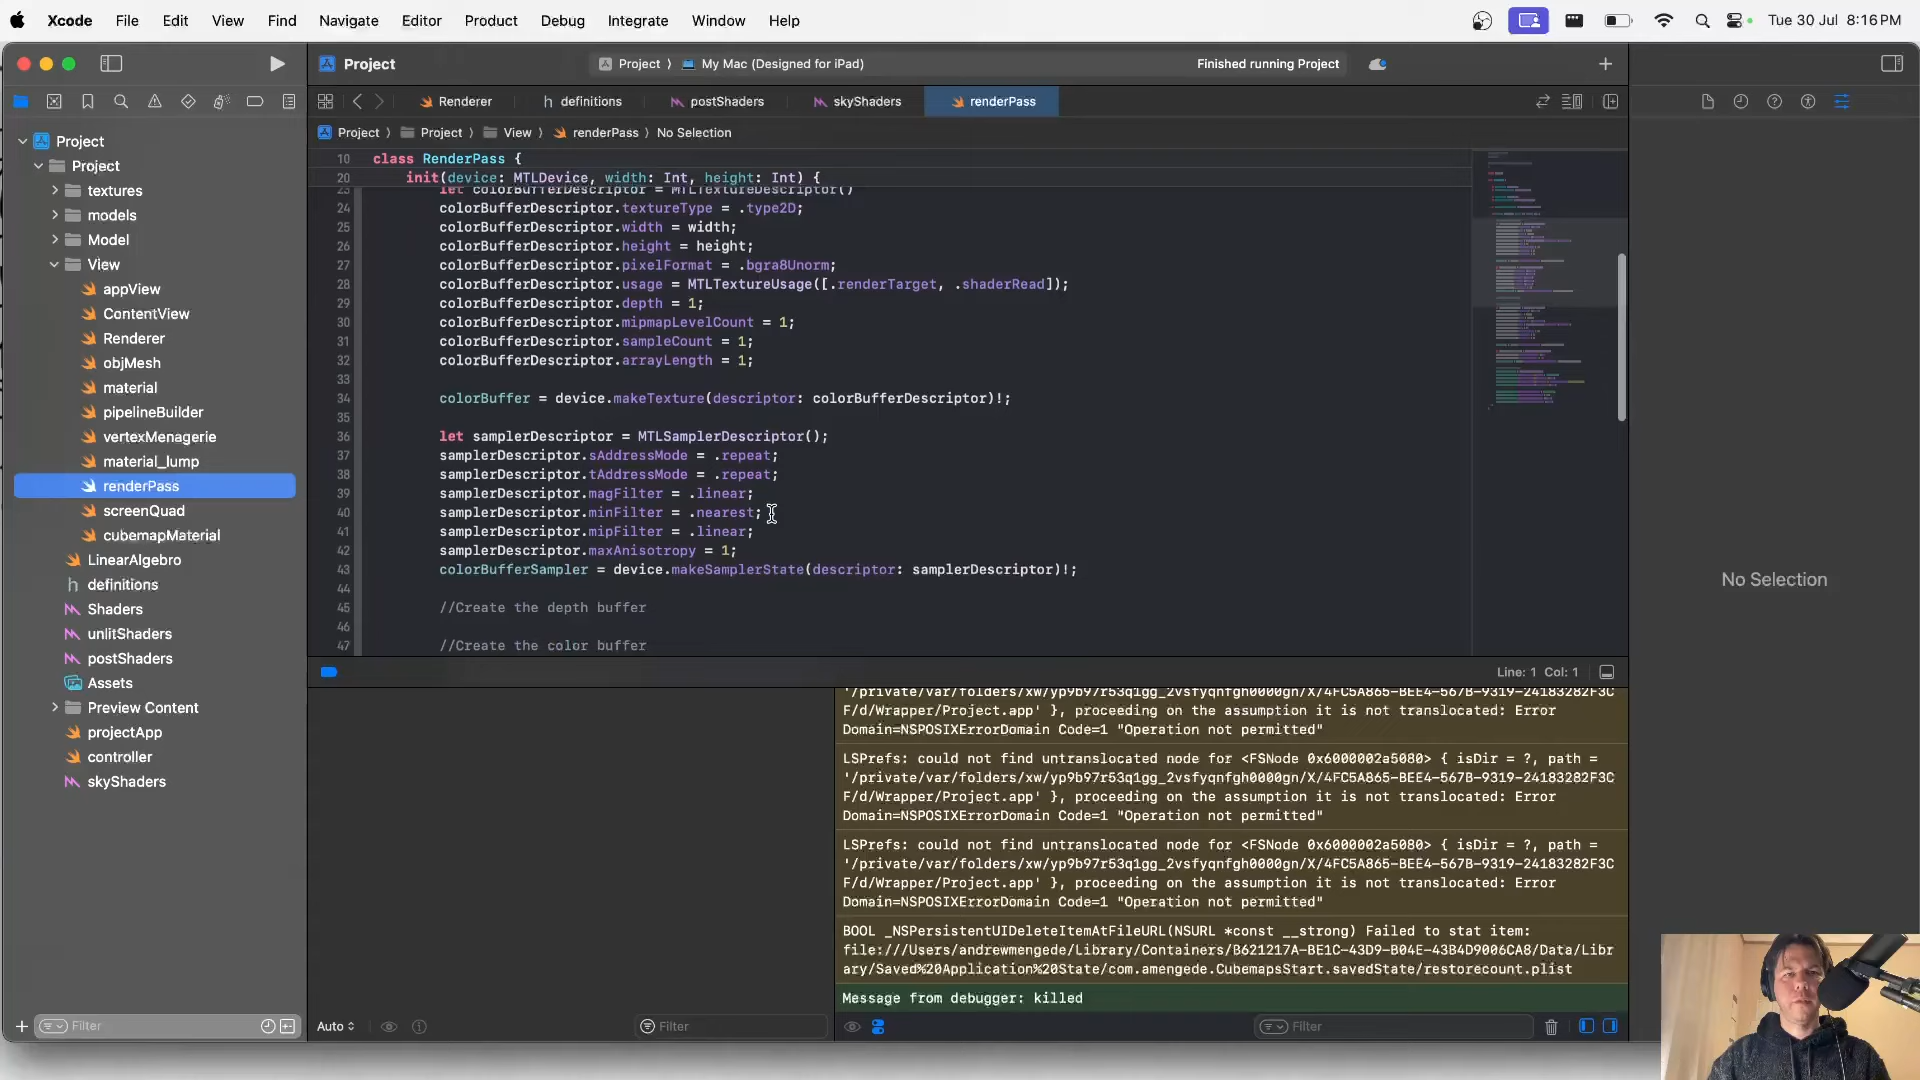 Xcode File Edit View Find Navigate Editor Product Debug Integrate Window Help Tue 30 Jul 8:16 PM
Project
Project 〉 My Mac (Designed for iPad)
Finished running Project
Renderer
definitions
postShaders
skyShaders
renderPass
Project 〉 Project 〉 View 〉 renderPass 〉 No Selection
Project
Project
textures
models
Model
View
appView
ContentView
Renderer
objMesh
material
pipelineBuilder
vertexMenagerie
material_lump
renderPass
screenQuad
cubemapMaterial
LinearAlgebro
definitions
Shaders
unlitShaders
postShaders
Assets
Preview Content
projectApp
controller
skyShaders
Filter
10 class RenderPass {
20 init(device: MTLDevice, width: Int, height: Int) {
23 let colorBufferDescriptor = MTLTextureDescriptor()
24 colorBufferDescriptor.textureType = .type2D;
25 colorBufferDescriptor.width = width;
26 colorBufferDescriptor.height = height;
27 colorBufferDescriptor.pixelFormat = .bgra8Unorm;
28 colorBufferDescriptor.usage = MTLTextureUsage([.renderTarget, .shaderRead]);
29 colorBufferDescriptor.depth = 1;
30 colorBufferDescriptor.mipmapLevelCount = 1;
31 colorBufferDescriptor.sampleCount = 1;
32 colorBufferDescriptor.arrayLength = 1;
33
34 colorBuffer = device.makeTexture(descriptor: colorBufferDescriptor)!;
35
36 let samplerDescriptor = MTLSamplerDescriptor();
37 samplerDescriptor.sAddressMode = .repeat;
38 samplerDescriptor.tAddressMode = .repeat;
39 samplerDescriptor.magFilter = .linear;
40 samplerDescriptor.minFilter = .nearest;
41 samplerDescriptor.mipFilter = .linear;
42 samplerDescriptor.maxAnisotropy = 1;
43 colorBufferSampler = device.makeSamplerState(descriptor: samplerDescriptor)!;
44
45 //Create the depth buffer
46
47 //Create the color buffer
Line: 1 Col: 1
No Selection
'/private/var/folders/xw/yp9b97r53q1gg_2vsfyqnfgh0000gn/X/4FC5A865-BEE4-567B-9319-24183282F3C
F/d/Wrapper/Project.app' }, proceeding on the assumption it is not translocated: Error
Domain=NSPOSIXErrorDomain Code=1 "Operation not permitted"
LSPrefs: could not find untranslocated node for <FSNode 0x6000002a5080> { isDir = ?, path =
'/private/var/folders/xw/yp9b97r53q1gg_2vsfyqnfgh0000gn/X/4FC5A865-BEE4-567B-9319-24183282F3C
F/d/Wrapper/Project.app' }, proceeding on the assumption it is not translocated: Error
Domain=NSPOSIXErrorDomain Code=1 "Operation not permitted"
LSPrefs: could not find untranslocated node for <FSNode 0x6000002a5080> { isDir = ?, path =
'/private/var/folders/xw/yp9b97r53q1gg_2vsfyqnfgh0000gn/X/4FC5A865-BEE4-567B-9319-24183282F3C
F/d/Wrapper/Project.app' }, proceeding on the assumption it is not translocated: Error
Domain=NSPOSIXErrorDomain Code=1 "Operation not permitted"
BOOL _NSPersistentUIDeleteItemAtFileURL(NSURL *const __strong) Failed to stat item:
file:///Users/andrewmengede/Library/Containers/B621217A-BE1C-43D9-B04E-43B4D9006CA8/Data/Libr
ary/Saved%20Application%20State/com.amengede.CubemapsStart.savedState/restorecount.plist
Message from debugger: killed
Auto
Filter
Filter